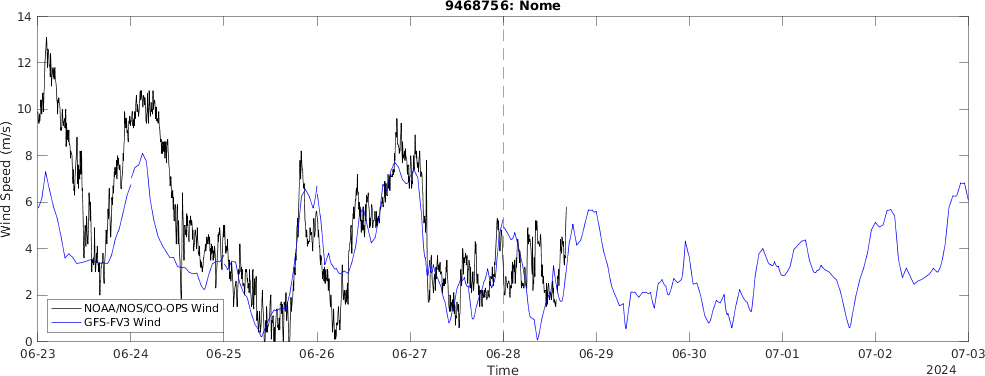 9468756: Nome
14
12
10
8
6
4
2
0
Wind Speed (m/s)
NOAA/NOS/CO-OPS Wind
GFS-FV3 Wind
06-23 06-24 06-25 06-26 06-27 06-28 06-29 06-30 07-01 07-02 07-03
Time
2024